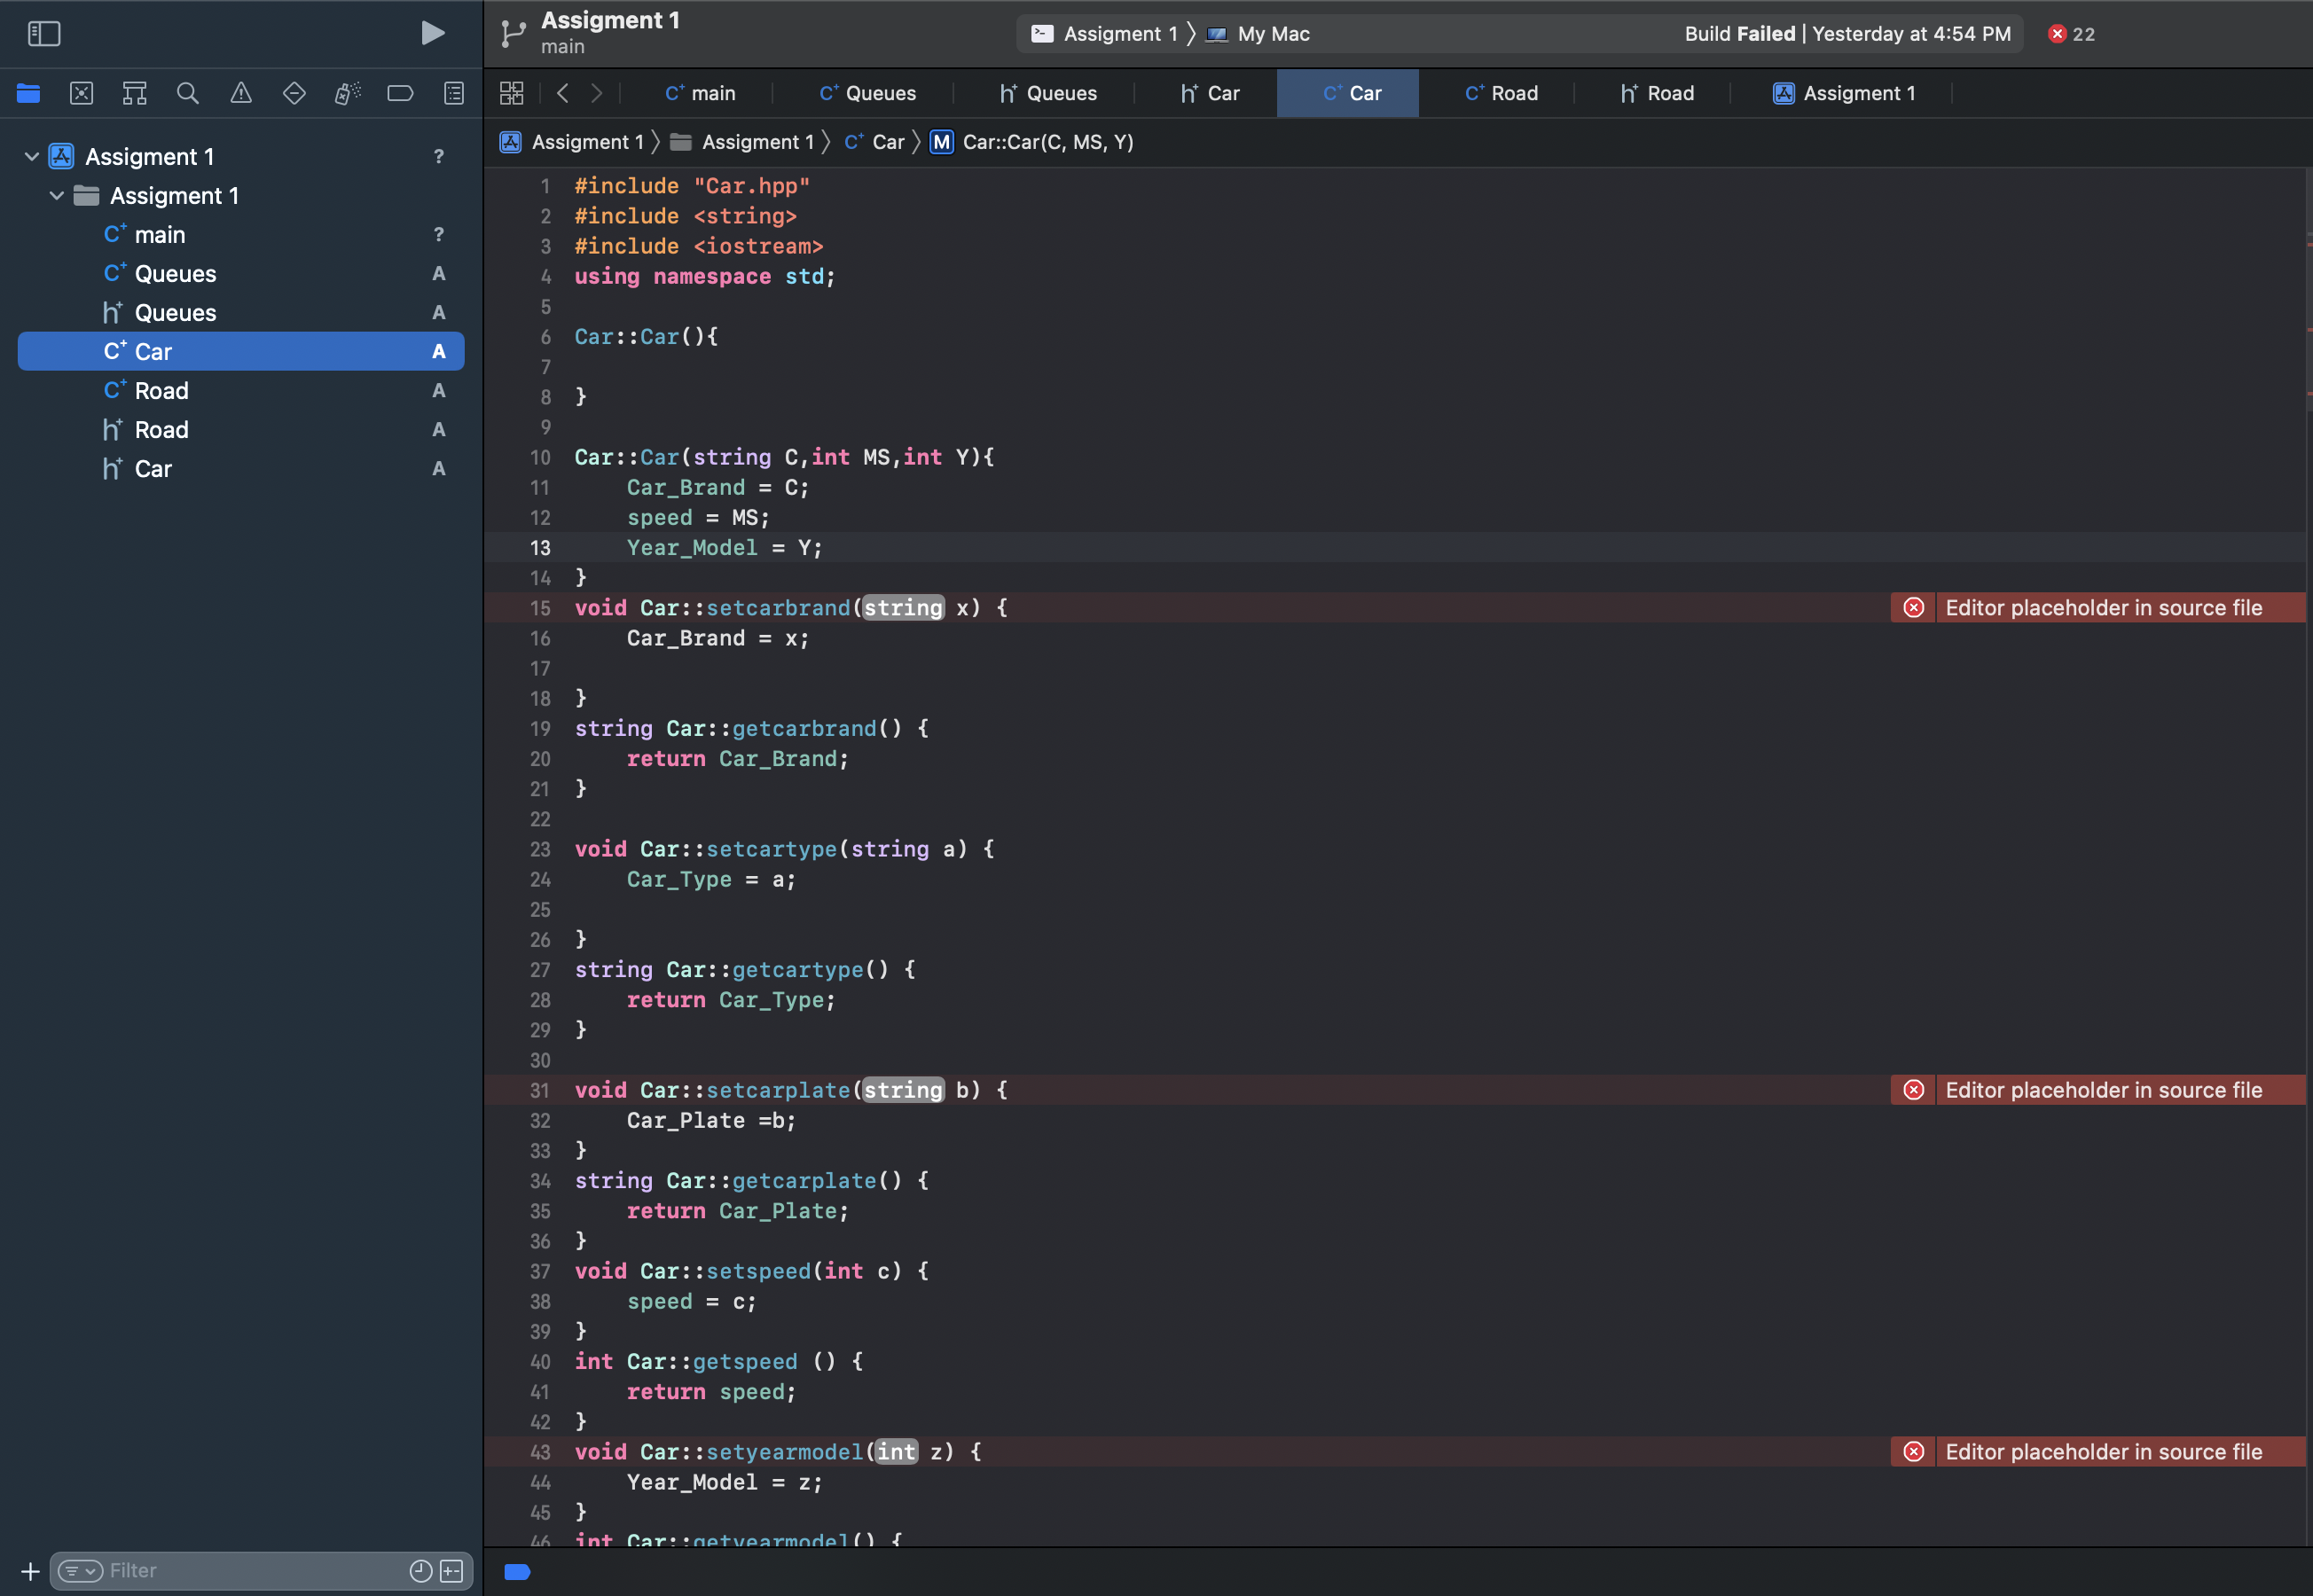 Assigment 1
main
Assigment 1 My Mac
Build Failed | Yesterday at 4:54 PM
22
main
Queues
Queues
Car
Car
Road
Road
Assigment 1
Assigment 1
Assigment 1
Car
M Car::Car(C, MS, Y)
Assigment 1 ?
Assigment 1
main ?
Queues A
Queues A
Car A
Road A
Road A
Car A
Filter
1 #include "Car.hpp"
2 #include <string>
3 #include <iostream>
4 using namespace std;
5
6 Car::Car(){
7
8 }
9
10 Car::Car(string C,int MS,int Y){
11     Car_Brand = C;
12     speed = MS;
13     Year_Model = Y;
14 }
15 void Car::setcarbrand(string x) { Editor placeholder in source file
16     Car_Brand = x;
17
18 }
19 string Car::getcarbrand() {
20     return Car_Brand;
21 }
22
23 void Car::setcartype(string a) {
24     Car_Type = a;
25
26 }
27 string Car::getcartype() {
28     return Car_Type;
29 }
30
31 void Car::setcarplate(string b) { Editor placeholder in source file
32     Car_Plate =b;
33 }
34 string Car::getcarplate() {
35     return Car_Plate;
36 }
37 void Car::setspeed(int c) {
38     speed = c;
39 }
40 int Car::getspeed () {
41     return speed;
42 }
43 void Car::setyearmodel(int z) { Editor placeholder in source file
44     Year_Model = z;
45 }
46 int Car::getyearmodel() {